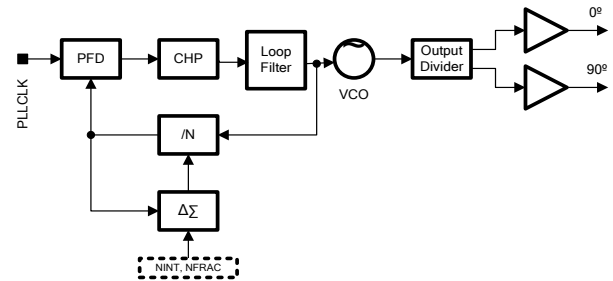 0º
PFD
CHP
Loop
Filter
Output
Divider
PLLCLK
VCO
90º
/N
ΔΣ
NINT, NFRAC